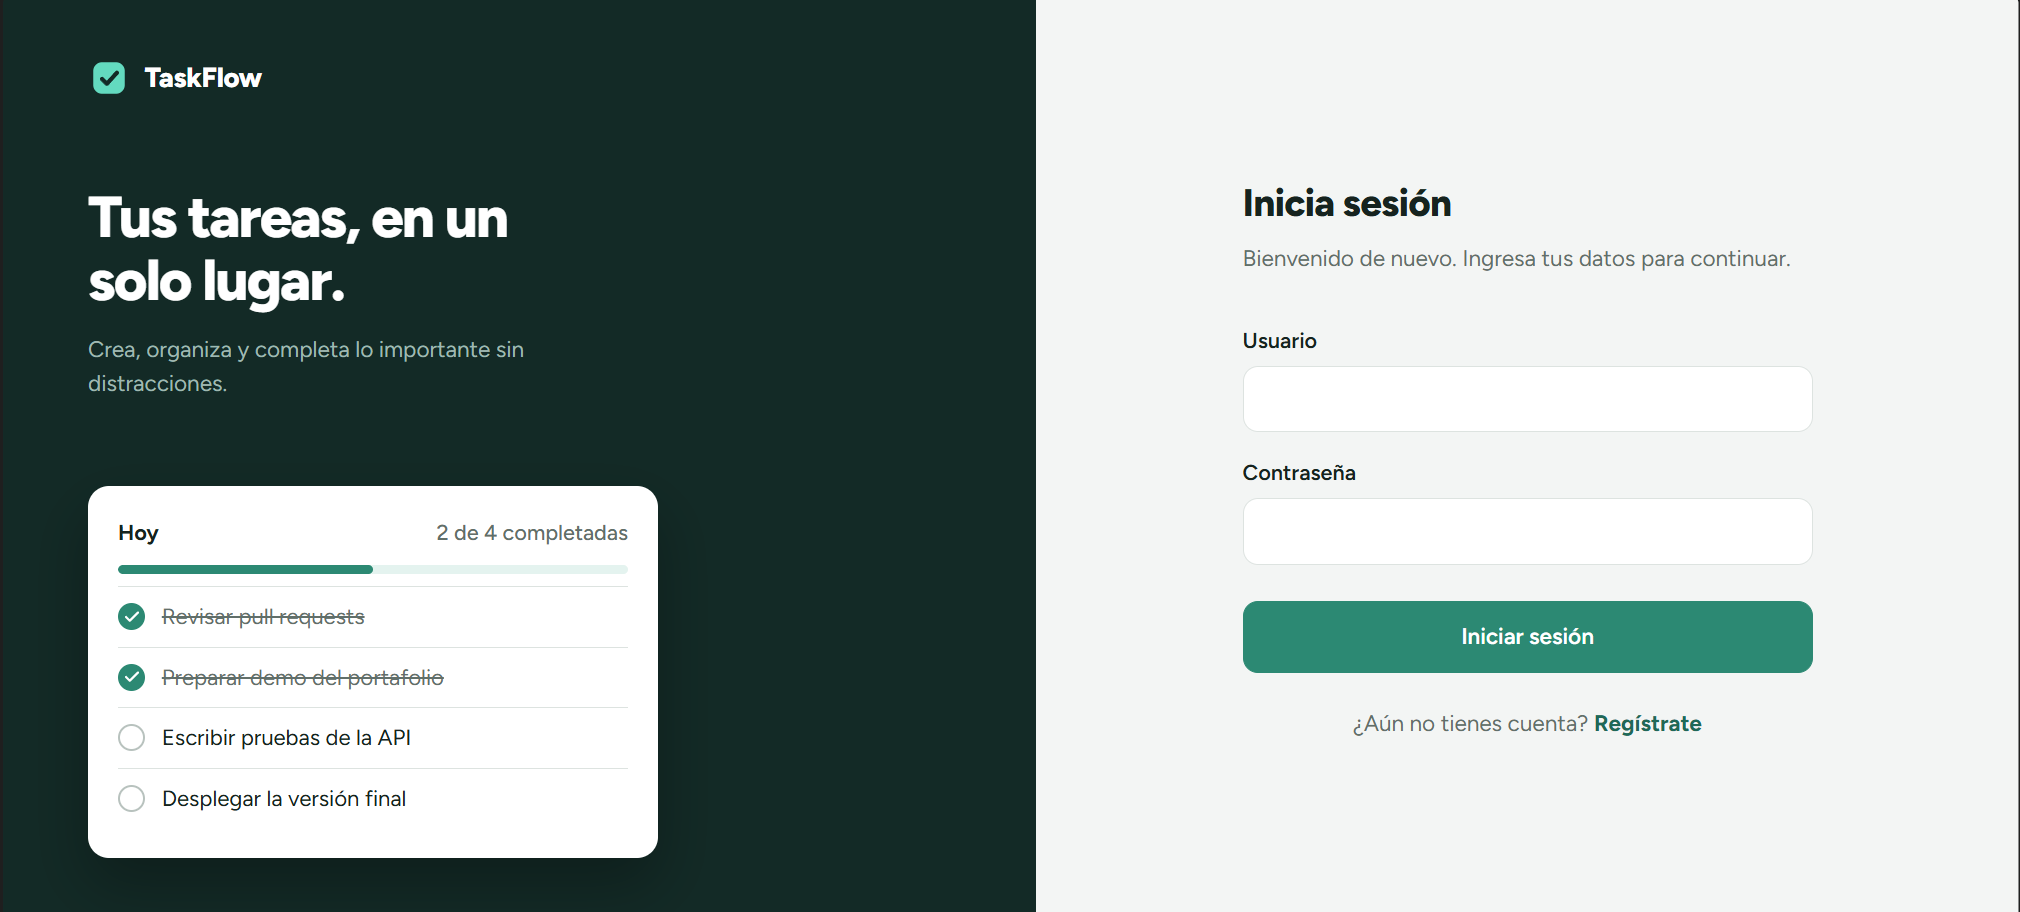 TaskFlow
Tus tareas, en un
solo lugar.
Crea, organiza y completa lo importante sin
distracciones.
Hoy
2 de 4 completadas
Revisar pull requests
Preparar demo del portafolio
Escribir pruebas de la API
Desplegar la versión final
Inicia sesión
Bienvenido de nuevo. Ingresa tus datos para continuar.
Usuario
Contraseña
Iniciar sesión
¿Aún no tienes cuenta? Regístrate